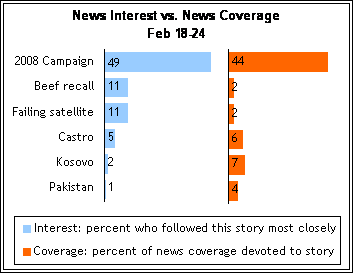 News Interest vs. News Coverage
Feb 18-24
2008 Campaign 49 44
Beef recall 11 2
Failing satellite 11 2
Castro 5 6
Kosovo 2 7
Pakistan 1 4
Interest: percent who followed this story most closely
Coverage: percent of news coverage devoted to story